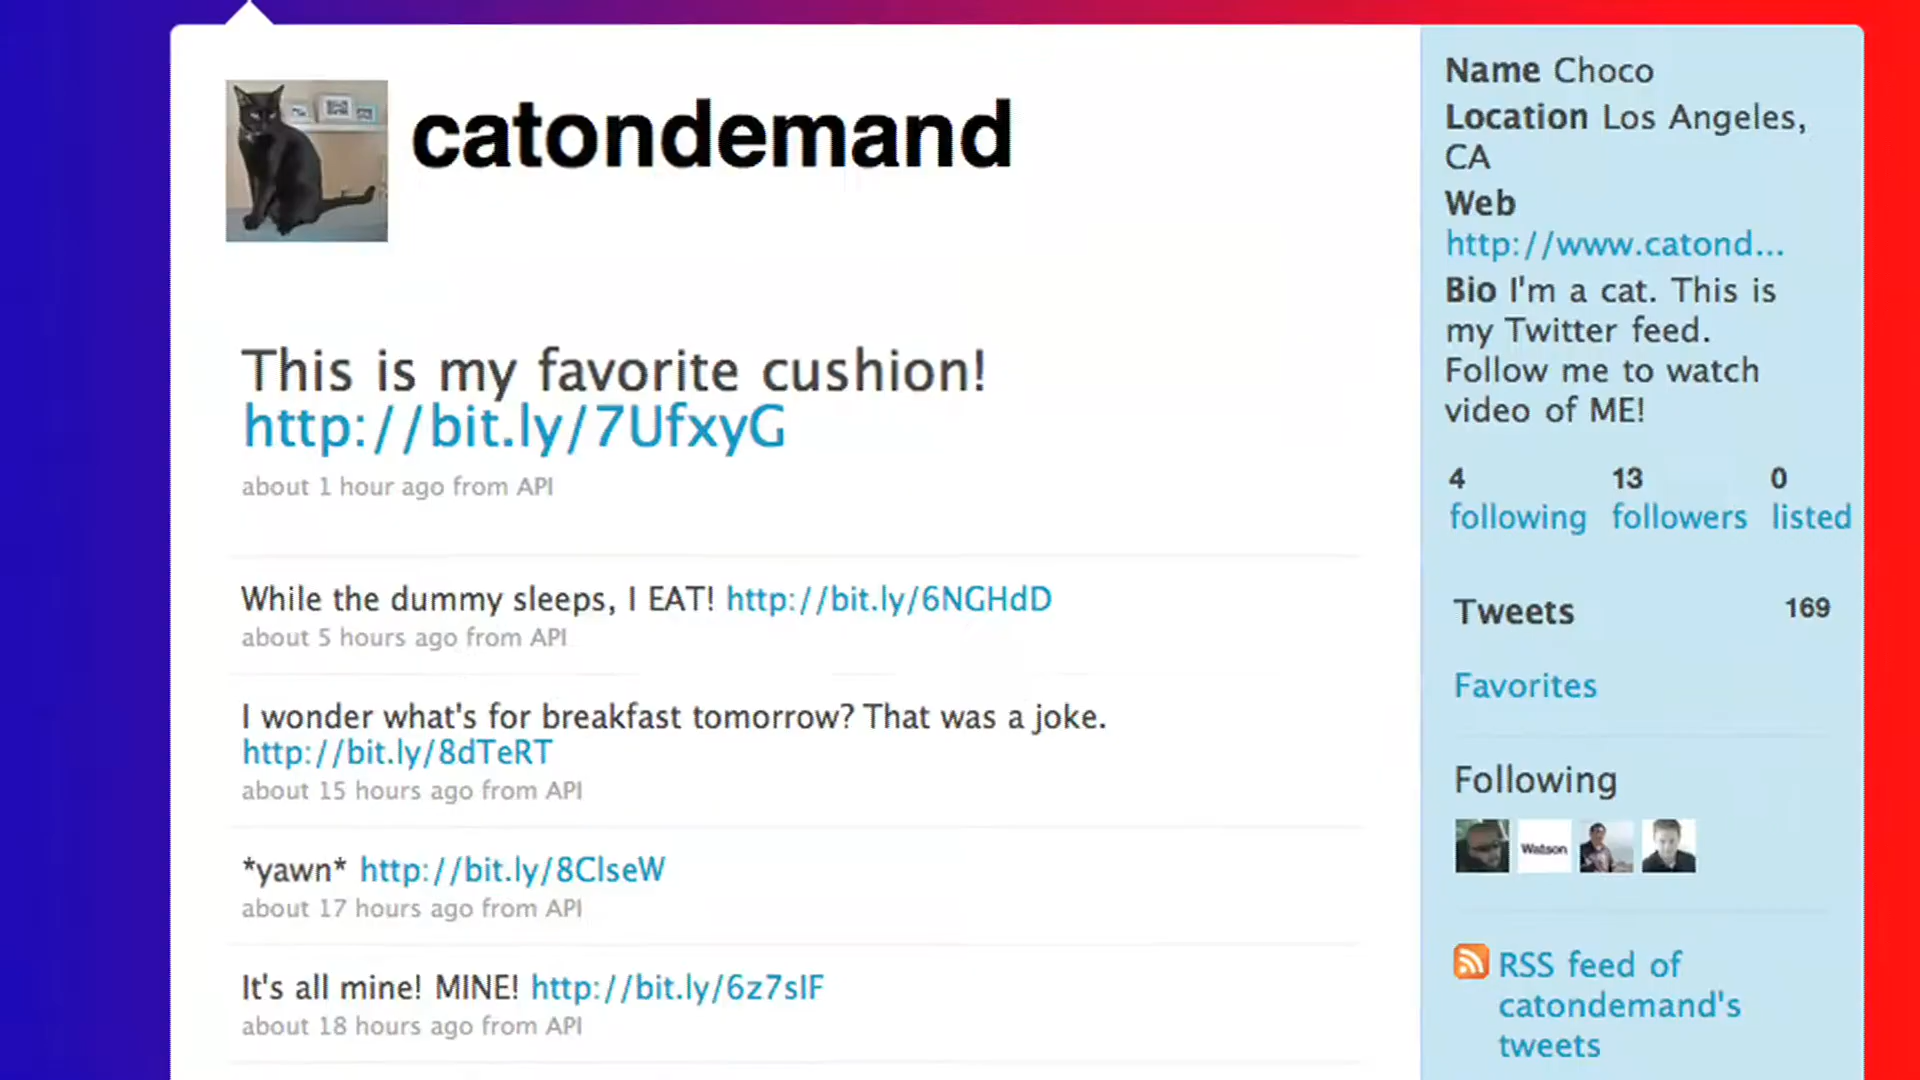 catondemand
This is my favorite cushion!
http://bit.ly/7UfxyG
about 1 hour ago from API
While the dummy sleeps, I EAT! http://bit.ly/6NGHdD
about 5 hours ago from API
I wonder what's for breakfast tomorrow? That was a joke.
http://bit.ly/8dTeRT
about 15 hours ago from API
*yawn* http://bit.ly/8ClseW
about 17 hours ago from API
It's all mine! MINE! http://bit.ly/6z7sIF
about 18 hours ago from API
Name Choco
Location Los Angeles,
CA
Web
http://www.catond...
Bio I'm a cat. This is
my Twitter feed.
Follow me to watch
video of ME!
4 13 0
following followers listed
Tweets 169
Favorites
Following
Watson
RSS feed of
catondemand's
tweets